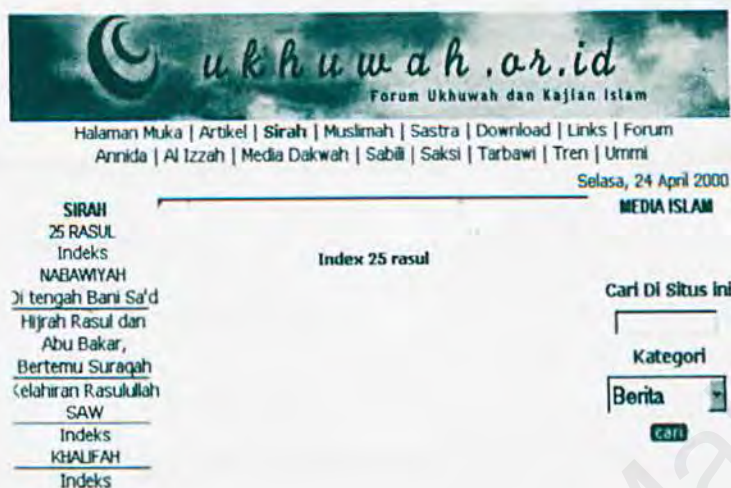 ukhuwah.or.id
Forum Ukhuwah dan Kajian Islam
Halaman Muka | Artikel | Sirah | Muslimah | Sastra | Download | Links | Forum
Annida | Al Izzah | Media Dakwah | Sabili | Saksi | Tarbawi | Tren | Ummi
Selasa, 24 April 2000
SIRAH
25 RASUL
Indeks
NABAWIYAH
Di tengah Bani Sa'd
Hijrah Rasul dan
Abu Bakar,
Bertemu Suraqah
Kelahiran Rasulullah
SAW
Indeks
KHALIFAH
Indeks
Index 25 rasul
MEDIA ISLAM
Cari Di Situs ini
Kategori
Berita
cari